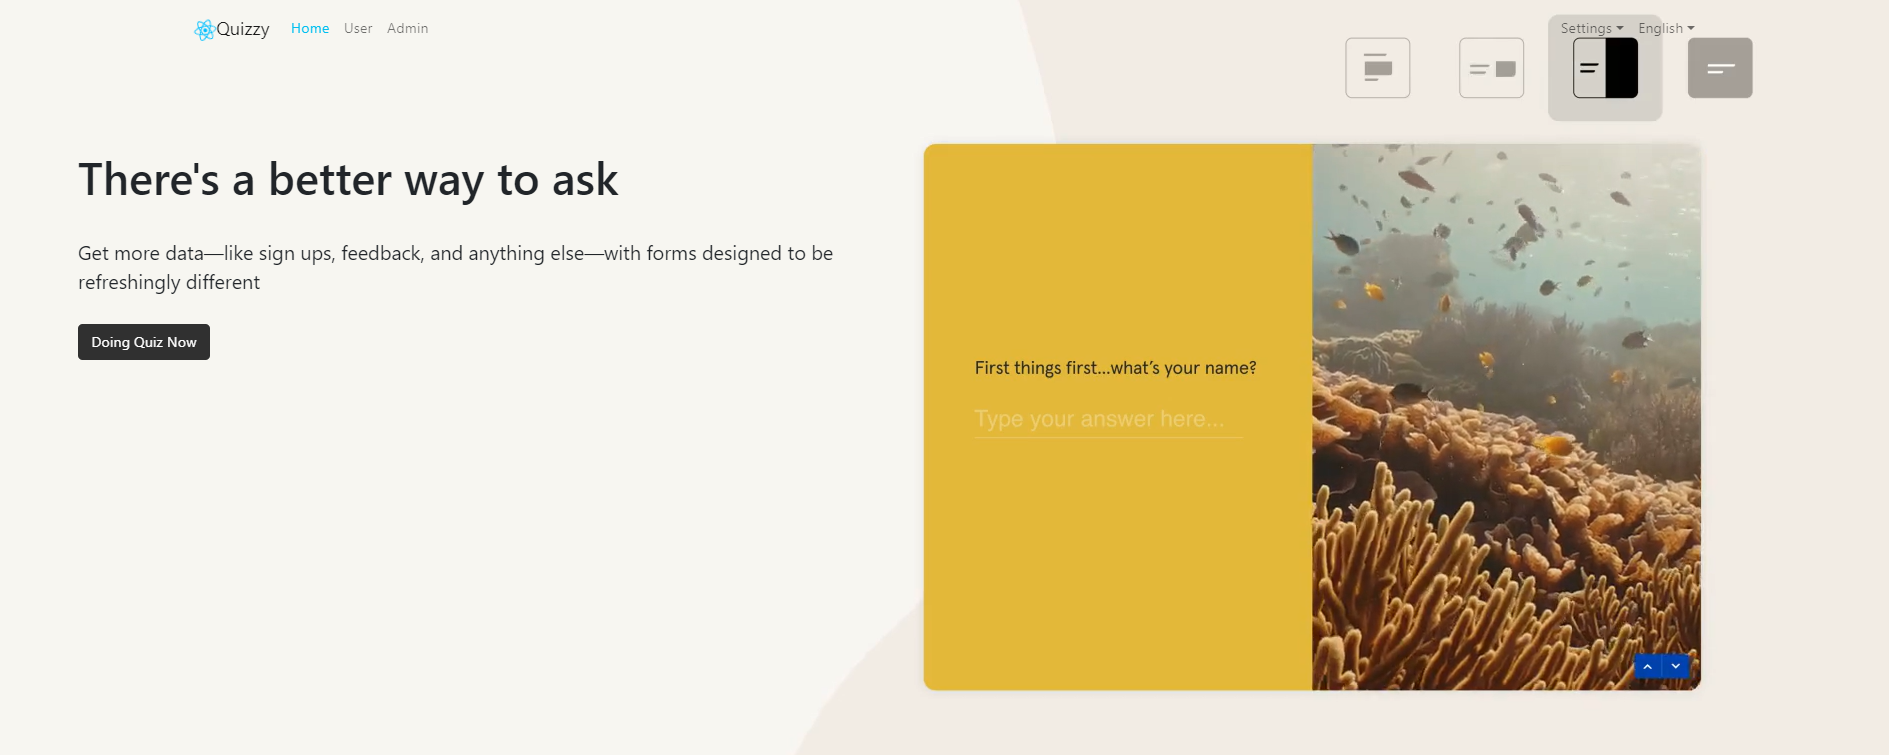 Quizzy Home User Admin Settings English
There's a better way to ask
Get more data—like sign ups, feedback, and anything else—with forms designed to be
refreshingly different
Doing Quiz Now
First things first...what's your name?
Type your answer here...